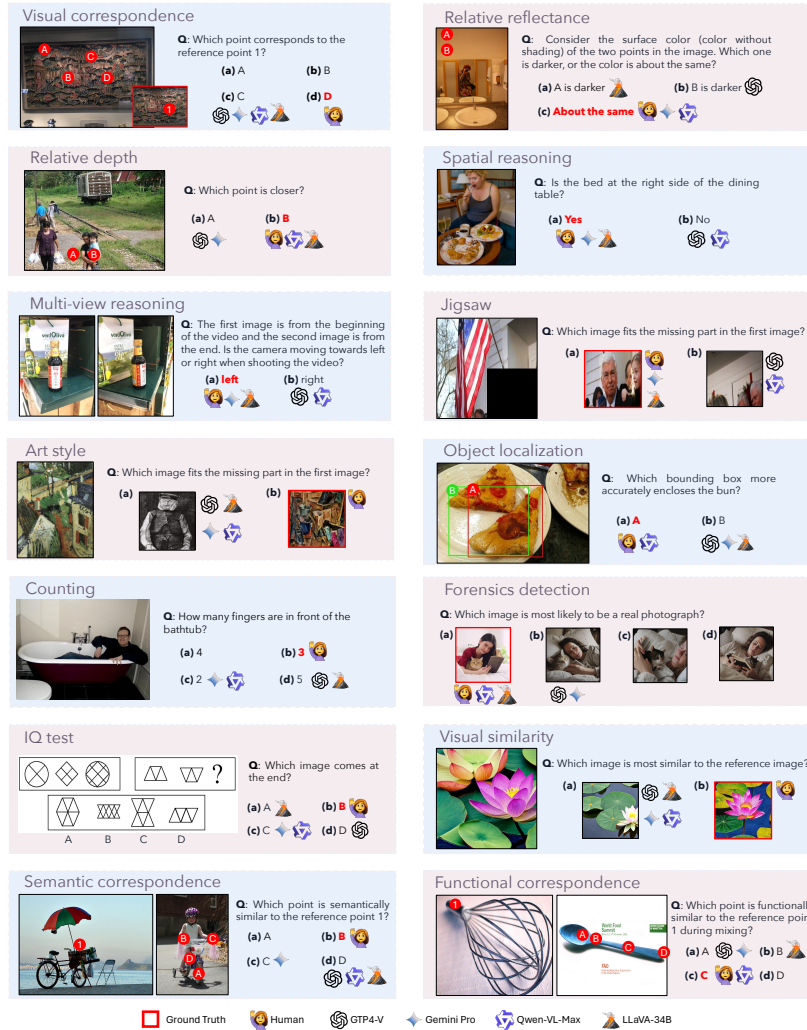 Visual correspondence
Q: Which point corresponds to the
reference point 1?
(a) A
(b) B
(c) C
(d) D
A
C
B
D
1
Relative reflectance
A
B
Q: Consider the surface color (color without
shading) of the two points in the image. Which one
is darker, or the color is about the same?
(a) A is darker
(b) B is darker
(c) About the same
Relative depth
A
B
Q: Which point is closer?
(a) A
(b) B
Spatial reasoning
Q: Is the bed at the right side of the dining
table?
(a) Yes
(b) No
Multi-view reasoning
Q: The first image is from the beginning
of the video and the second image is from
the end. Is the camera moving towards left
or right when shooting the video?
(a) left
(b) right
Jigsaw
Q: Which image fits the missing part in the first image?
(a)
(b)
Art style
Q: Which image fits the missing part in the first image?
(a)
(b)
Object localization
B
A
Q: Which bounding box more
accurately encloses the bun?
(a) A
(b) B
Counting
Q: How many fingers are in front of the
bathtub?
(a) 4
(b) 3
(c) 2
(d) 5
Forensics detection
Q: Which image is most likely to be a real photograph?
(a)
(b)
(c)
(d)
IQ test
?
A
B
C
D
Q: Which image comes at
the end?
(a) A
(b) B
(c) C
(d) D
Visual similarity
Q: Which image is most similar to the reference image?
(a)
(b)
Semantic correspondence
1
B
C
D
A
Q: Which point is semantically
similar to the reference point 1?
(a) A
(b) B
(c) C
(d) D
Functional correspondence
1
World Food
Summit
FAO
A
B
C
D
Q: Which point is functionall
similar to the reference poin
1 during mixing?
(a) A
(b) B
(c) C
(d) D
Ground Truth
Human
GTP4-V
Gemini Pro
Qwen-VL-Max
LLaVA-34B